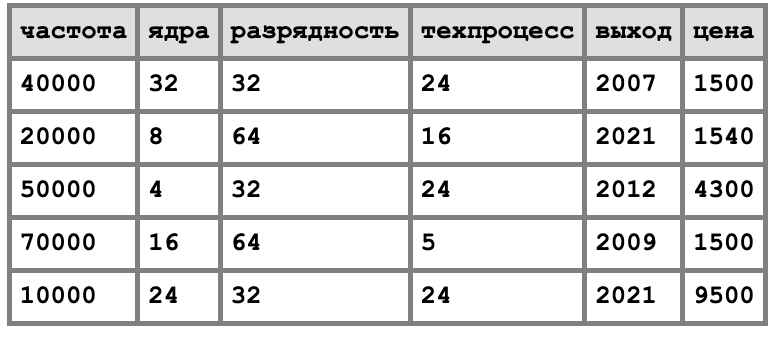 частота ядра разрядность техпроцесс выход цена
40000 32 32 24 2007 1500
20000 8 64 16 2021 1540
50000 4 32 24 2012 4300
70000 16 64 5 2009 1500
10000 24 32 24 2021 9500